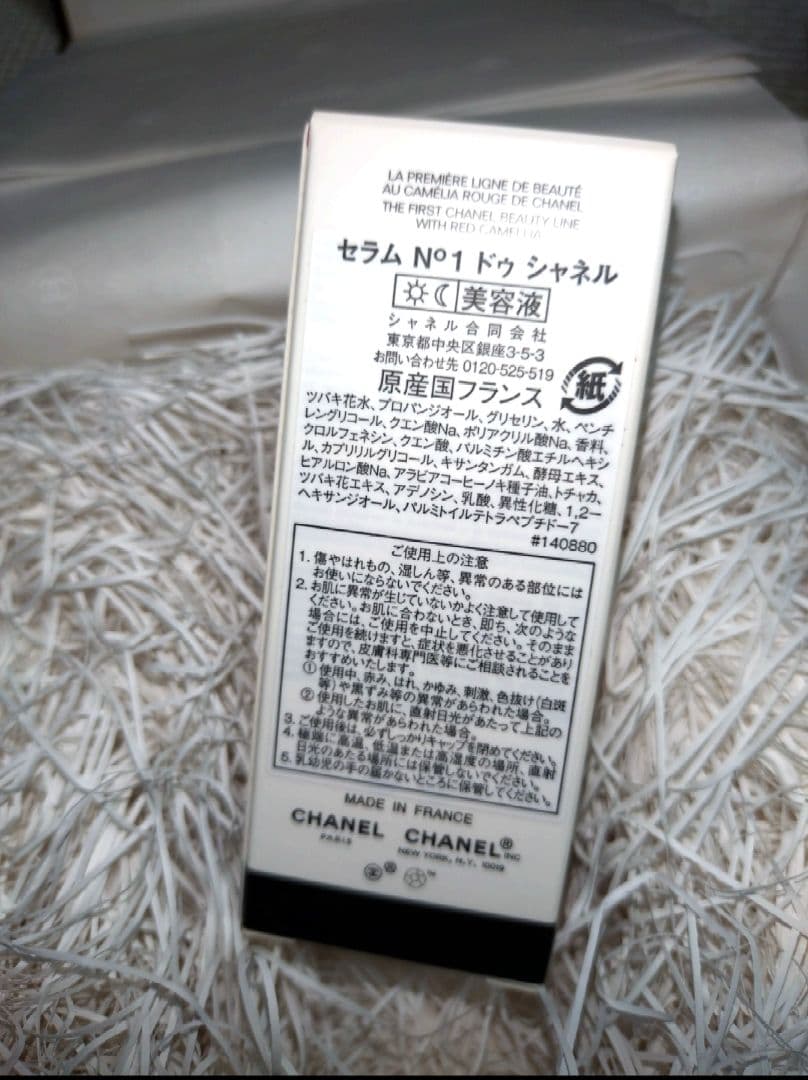 LA PREMIÈRE LIGNE DE BEAUTÉ
AU CAMÉLIA ROUGE DE CHANEL
THE FIRST CHANEL BEAUTY LINE
WITH RED CAMELLIA
セラム Nº1 ドゥ シャネル
美容液
シャネル合同会社
東京都中央区銀座3-5-3
お問い合わせ先 0120-525-519
紙
原産国フランス
ツバキ花水、プロパンジオール、グリセリン、水、ペンチ
レングリコール、クエン酸Na、ポリアクリル酸Na、香料、
クロルフェネシン、クエン酸、パルミチン酸エチルヘキシ
ル、カプリリルグリコール、キサンタンガム、酵母エキス、
ヒアルロン酸Na、アラビアコーヒーノキ種子油、トチャカ、
ツバキ花エキス、アデノシン、乳酸、異性化糖、1,2-
ヘキサンジオール、パルミトイルテトラペプチド-7
#140880
ご使用上の注意
1. 傷やはれもの、湿しん等、異常のある部位には
お使いにならないでください。
2. お肌に異常が生じていないかよく注意して使用して
ください。お肌に合わないとき、即ち、次のような
場合には、ご使用を中止してください。そのまま
ご使用を続けますと、症状を悪化させることがあり
ますので、皮膚科専門医等にご相談されることを
おすすめいたします。
① 使用中、赤み、はれ、かゆみ、刺激、色抜け(白斑
等)や黒ずみ等の異常があらわれた場合。
② 使用したお肌に、直射日光があたって上記の
ような異常があらわれた場合。
3. ご使用後は、必ずしっかりキャップを閉めてください。
4. 極端に高温、低温または高湿度の場所、直射
日光のあたる場所には保管しないでください。
5. 乳幼児の手の届かないところに保管してください。
MADE IN FRANCE
CHANEL CHANEL® INC
PARIS NEW YORK, N.Y. 10019